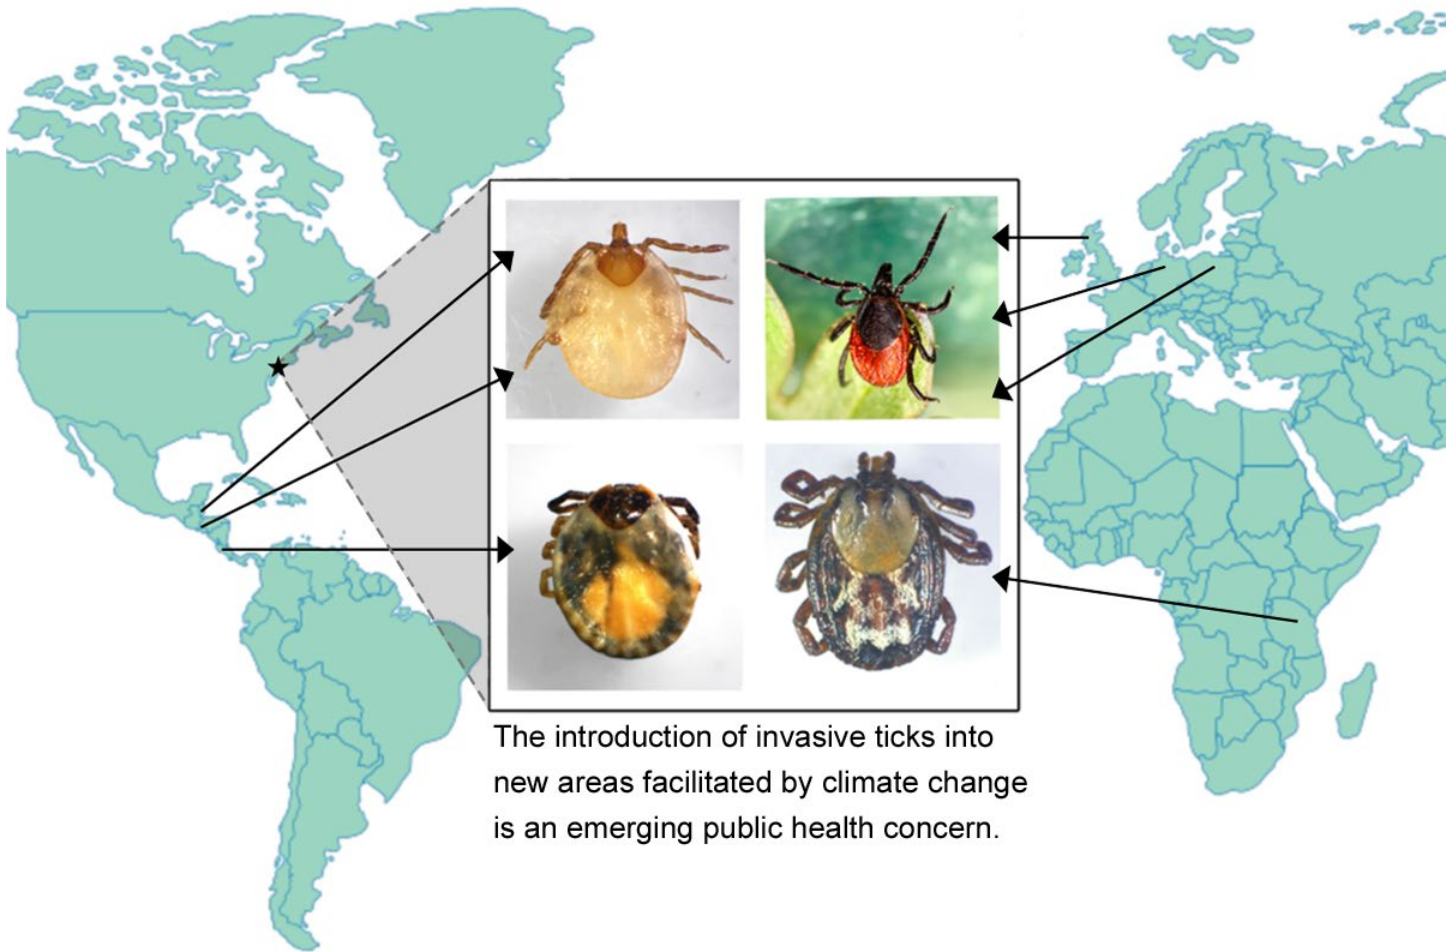 The introduction of invasive ticks into
new areas facilitated by climate change
is an emerging public health concern.